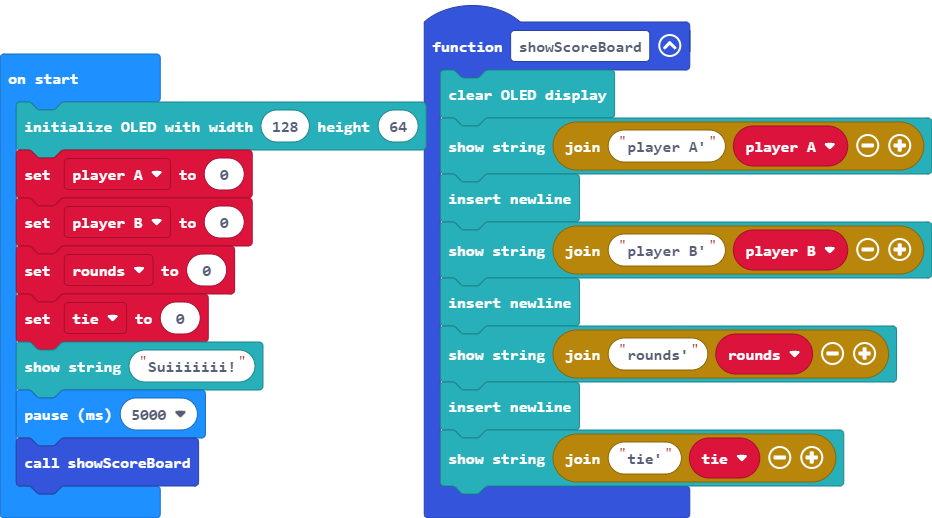 on start
initialize OLED with width 128 height 64
set player A to 0
set player B to 0
set rounds to 0
set tie to 0
show string "Suiiiiiii!"
pause (ms) 5000
call showScoreBoard
function showScoreBoard
clear OLED display
show string join "player A'" player A
insert newline
show string join "player B'" player B
insert newline
show string join "rounds'" rounds
insert newline
show string join "tie'" tie